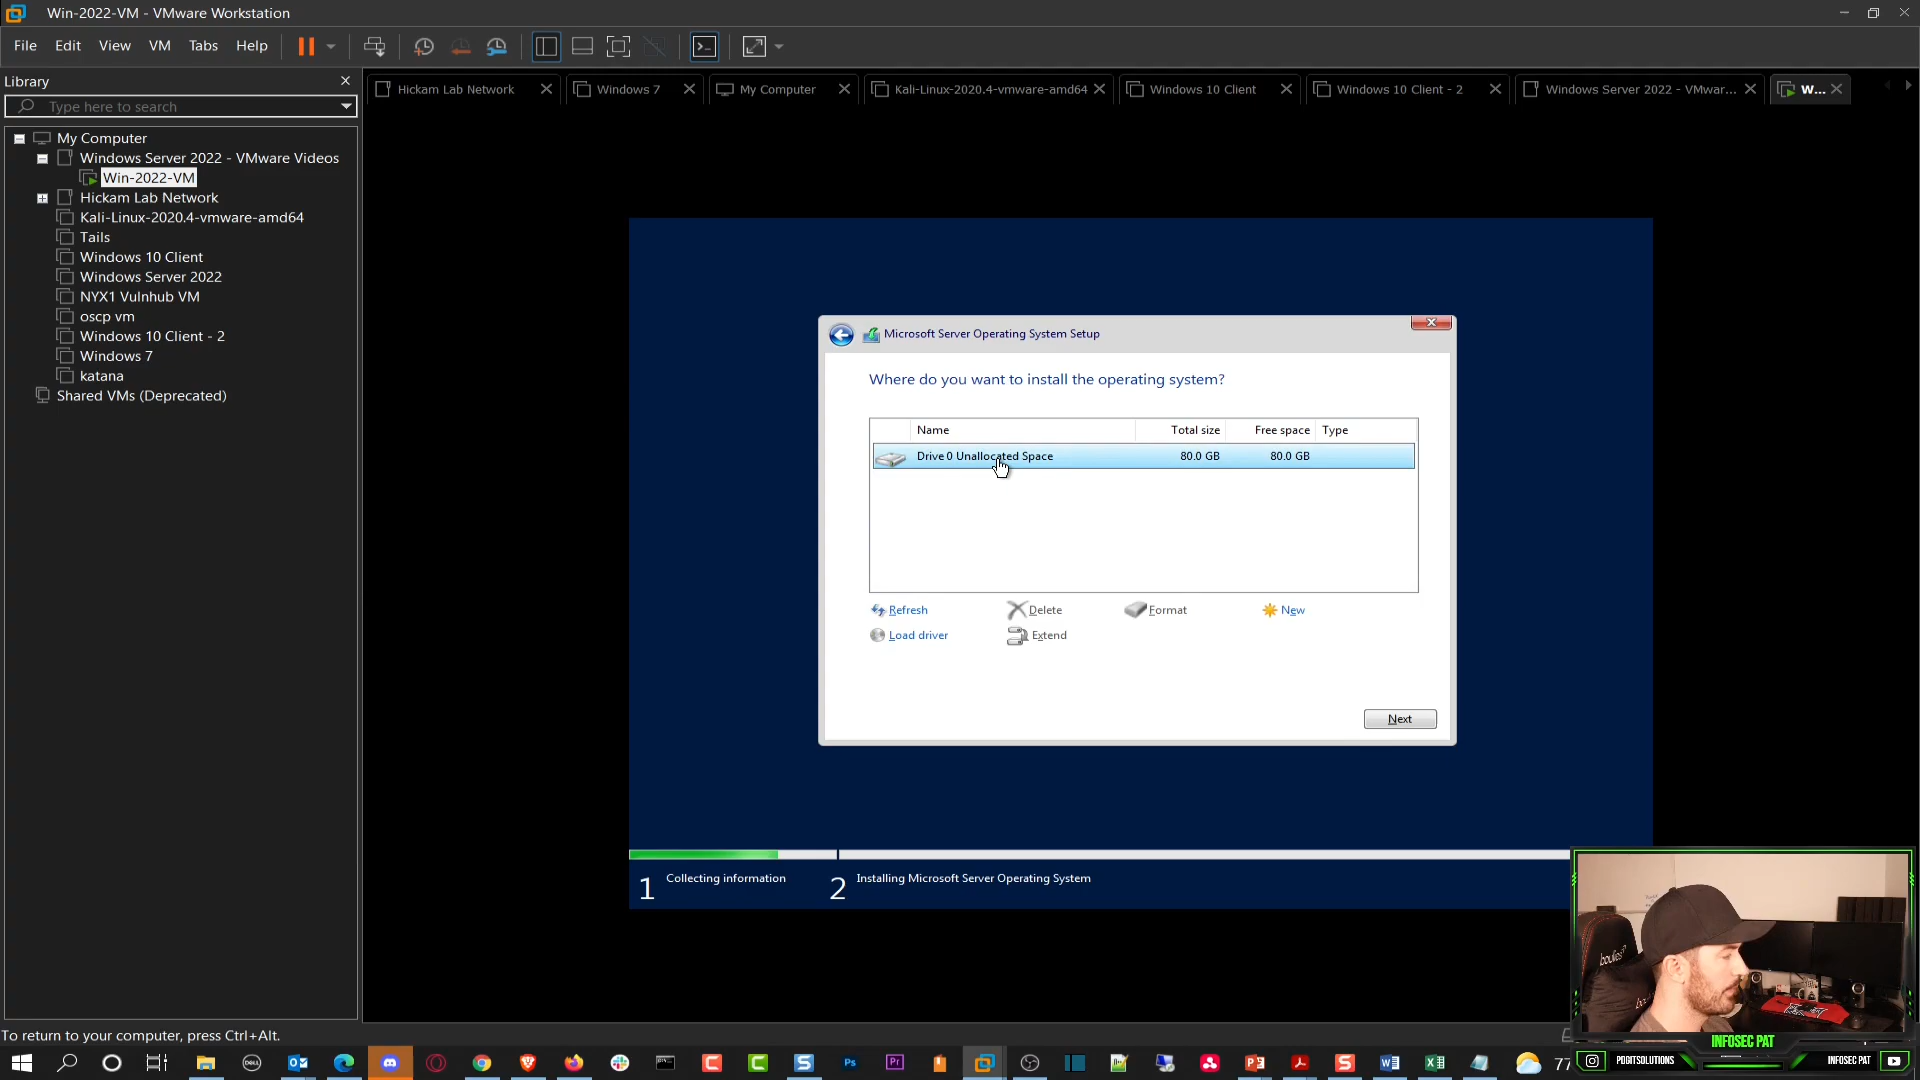 Win-2022-VM - VMware Workstation
File Edit View VM Tabs Help
Library
Type here to search
My Computer
Windows Server 2022 - VMware Videos
Win-2022-VM
Hickam Lab Network
Kali-Linux-2020.4-vmware-amd64
Tails
Windows 10 Client
Windows Server 2022
NYX1 Vulnhub VM
oscp vm
Windows 10 Client - 2
Windows 7
katana
Shared VMs (Deprecated)
Hickam Lab Network Windows 7 My Computer Kali-Linux-2020.4-vmware-amd64 Windows 10 Client Windows 10 Client - 2 Windows Server 2022 - VMwar... W...
Microsoft Server Operating System Setup
Where do you want to install the operating system?
Name Total size Free space Type
Drive 0 Unallocated Space 80.0 GB 80.0 GB
Refresh Delete Format New
Load driver Extend
Next
1 Collecting information 2 Installing Microsoft Server Operating System
To return to your computer, press Ctrl+Alt.
INFOSEC PAT
PDDITSOLUTIONS INFOSEC PAT
DELL
Ps
Pr
77